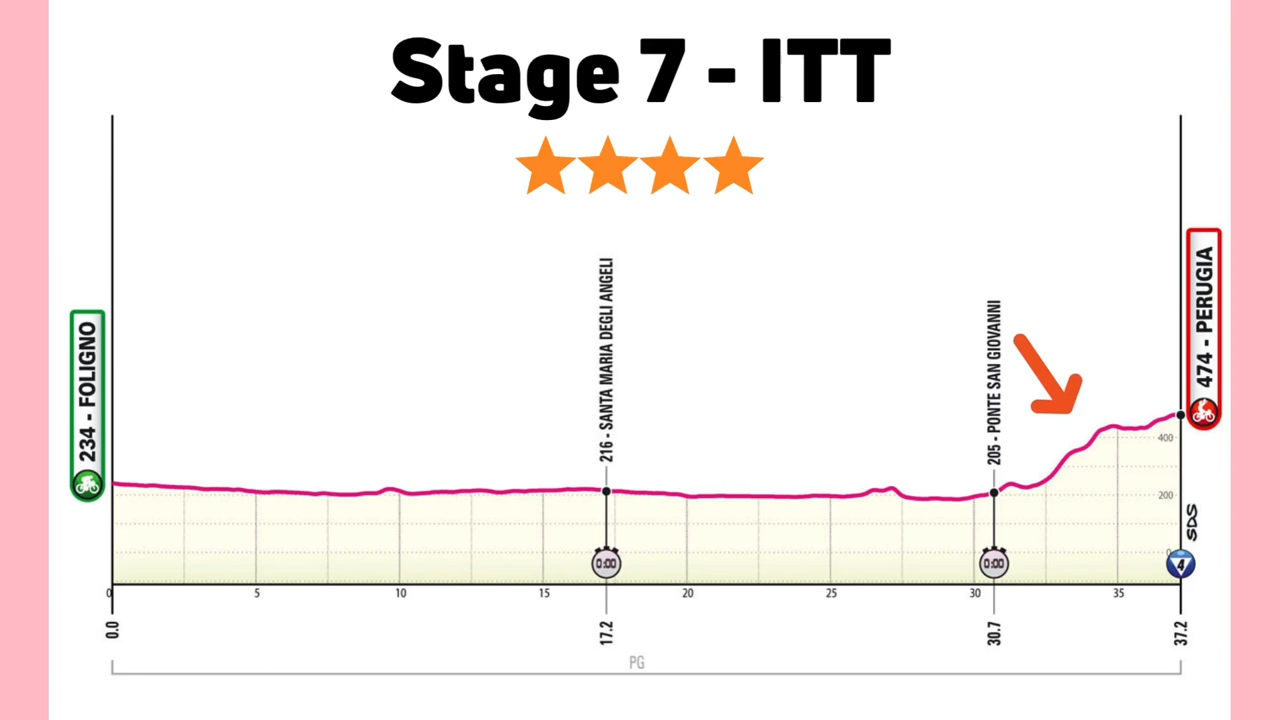 Stage 7 - ITT
234 - FOLIGNO
216 - SANTA MARIA DEGLI ANGELI
205 - PONTE SAN GIOVANNI
474 - PERUGIA
400
200
0
SDS
0:00
0:00
4
0
5
10
15
20
25
30
35
0.0
17.2
30.7
37.2
PG